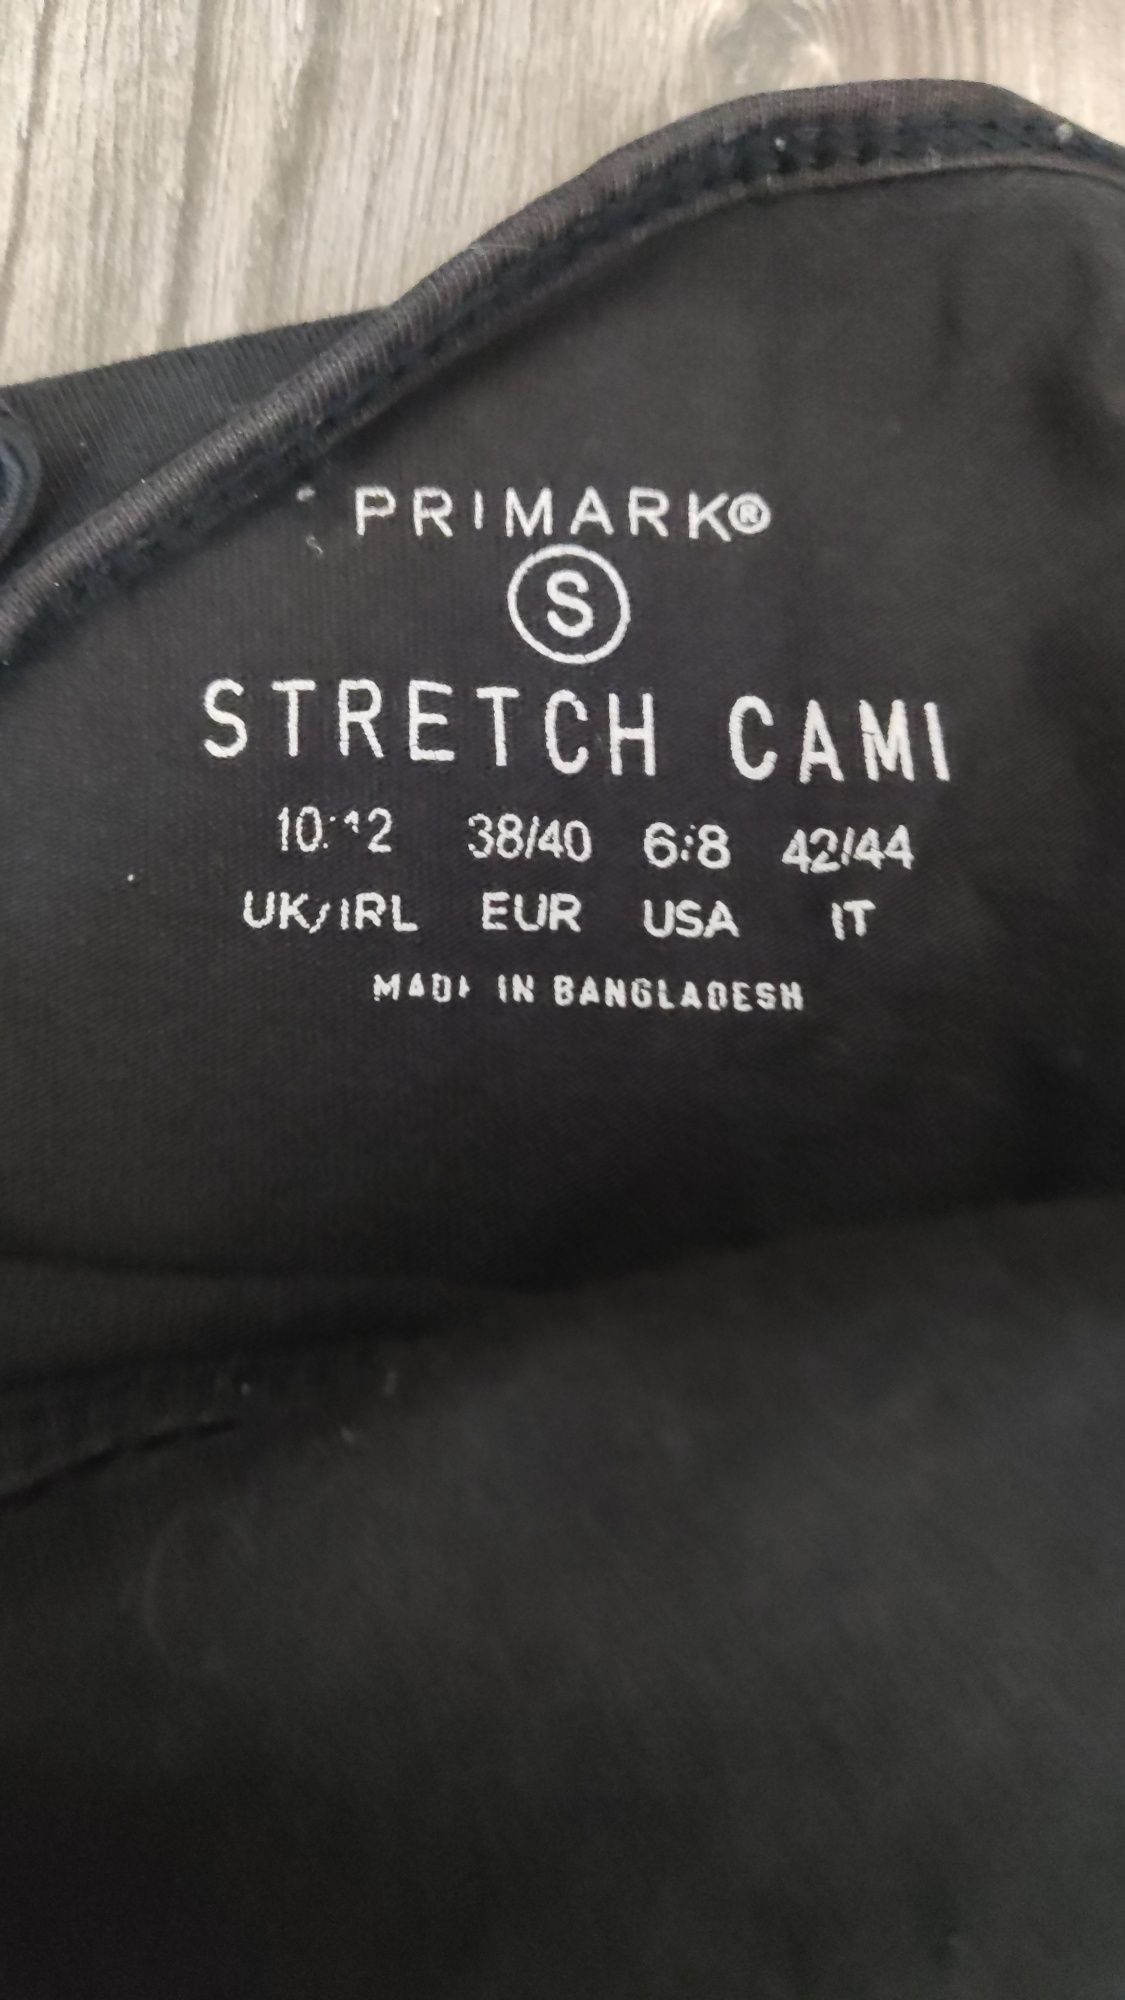 PRIMARK®
S
STRETCH CAMI
10/12 38/40 6/8 42/44
UK/IRL EUR USA IT
MADE IN BANGLADESH